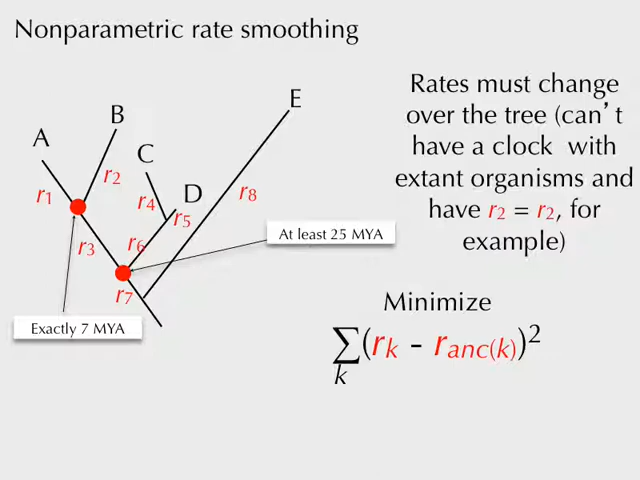 Nonparametric rate smoothing
A
B
C
D
E
r1
r2
r3
r4
r5
r6
r7
r8
Exactly 7 MYA
At least 25 MYA
Rates must change
over the tree (can’t
have a clock with
extant organisms and
have r2 = r2, for
example)
Minimize
∑(rk - ranc(k))2
k